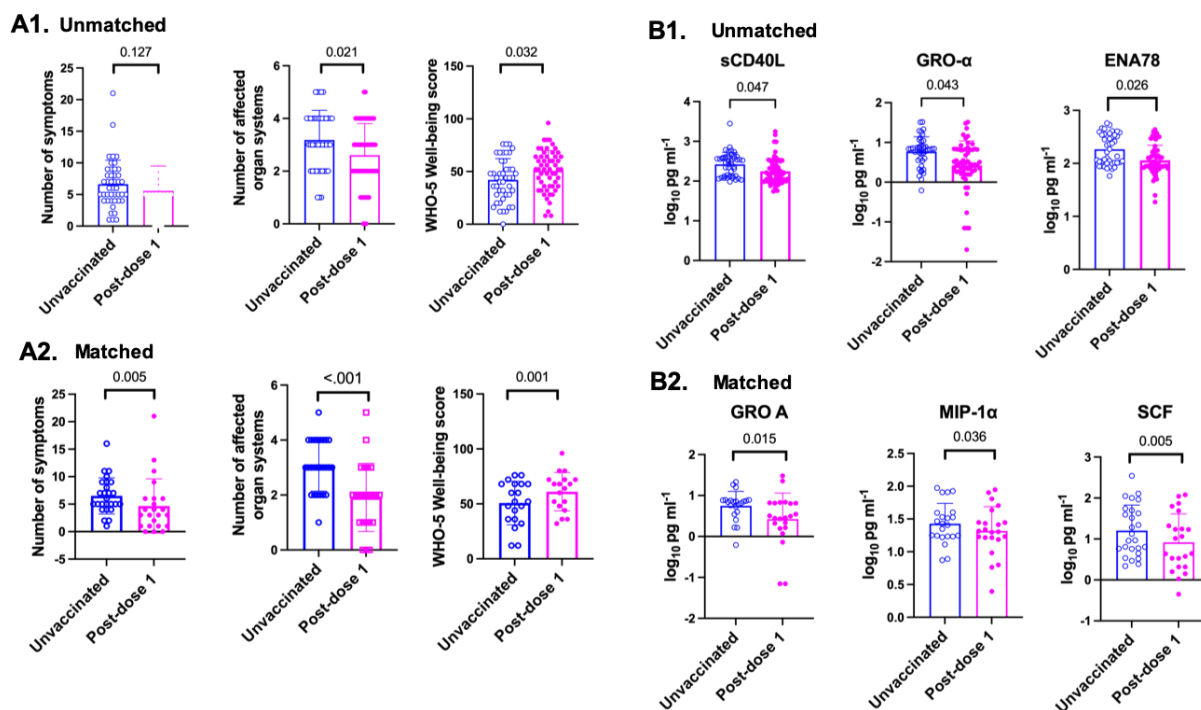 A1. Unmatched
0.127
Number of symptoms
25
20
15
10
5
0
Unvaccinated
Post-dose 1
0.021
Number of affected
organ systems
6
4
2
0
Unvaccinated
Post-dose 1
0.032
WHO-5 Well-being score
150
100
50
0
Unvaccinated
Post-dose 1
B1. Unmatched
sCD40L
0.047
log10 pg ml-1
4
3
2
1
0
Unvaccinated
Post-dose 1
GRO-α
0.043
log10 pg ml-1
2
1
0
-1
-2
Unvaccinated
Post-dose 1
ENA78
0.026
log10 pg ml-1
3
2
1
0
Unvaccinated
Post-dose 1
A2. Matched
0.005
Number of symptoms
25
20
15
10
5
0
-5
Unvaccinated
Post-dose 1
<.001
Number of affected
organ systems
6
4
2
0
Unvaccinated
Post-dose 1
0.001
WHO-5 Well-being score
150
100
50
0
Unvaccinated
Post-dose 1
B2. Matched
GRO A
0.015
log10 pg ml-1
2
1
0
-1
-2
Unvaccinated
Post-dose 1
MIP-1α
0.036
log10 pg ml-1
2.5
2.0
1.5
1.0
0.5
0.0
Unvaccinated
Post-dose 1
SCF
0.005
log10 pg ml-1
3
2
1
0
-1
Unvaccinated
Post-dose 1